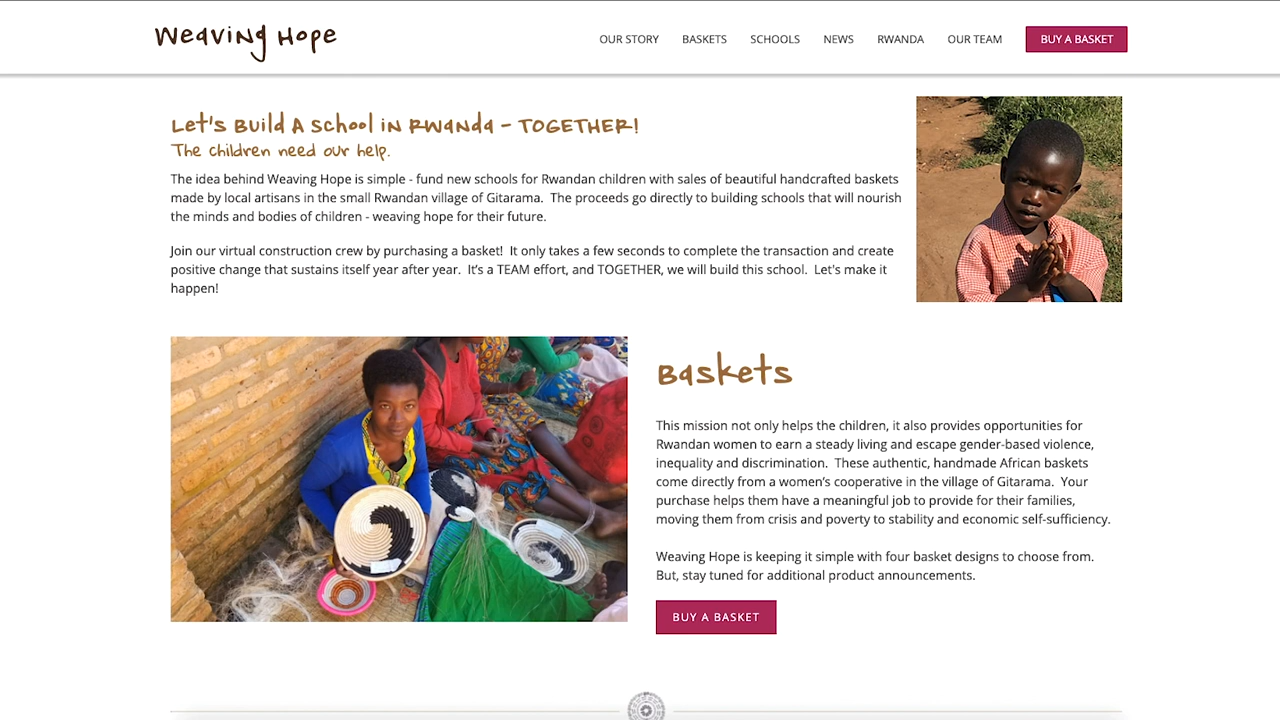 Weaving Hope
OUR STORY BASKETS SCHOOLS NEWS RWANDA OUR TEAM BUY A BASKET
Let's Build A School in Rwanda - TOGETHER!
The children need our help.
The idea behind Weaving Hope is simple - fund new schools for Rwandan children with sales of beautiful handcrafted baskets
made by local artisans in the small Rwandan village of Gitarama. The proceeds go directly to building schools that will nourish
the minds and bodies of children - weaving hope for their future.
Join our virtual construction crew by purchasing a basket! It only takes a few seconds to complete the transaction and create
positive change that sustains itself year after year. It's a TEAM effort, and TOGETHER, we will build this school. Let's make it
happen!
Baskets
This mission not only helps the children, it also provides opportunities for
Rwandan women to earn a steady living and escape gender-based violence,
inequality and discrimination. These authentic, handmade African baskets
come directly from a women's cooperative in the village of Gitarama. Your
purchase helps them have a meaningful job to provide for their families,
moving them from crisis and poverty to stability and economic self-sufficiency.
Weaving Hope is keeping it simple with four basket designs to choose from.
But, stay tuned for additional product announcements.
BUY A BASKET